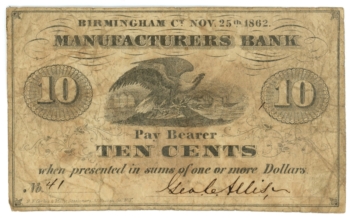 BIRMINGHAM CT. NOV. 25th 1862.
MANUFACTURERS BANK
10 10
Pay Bearer
TEN CENTS
when presented in sums of one or more Dollars
No. 41